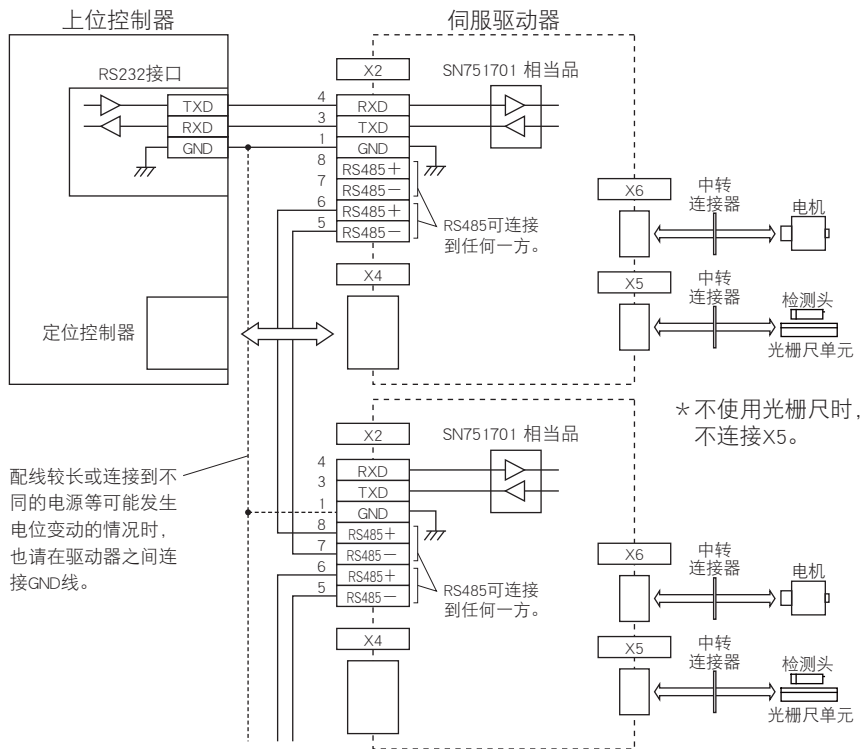 上位控制器
伺服驱动器
RS232接口
TXD
RXD
GND
X2
SN751701 相当品
4
RXD
3
TXD
1
GND
8
RS485＋
7
RS485－
6
RS485＋
5
RS485－
RS485可连接
到任何一方。
X4
定位控制器
X6
中转
连接器
电机
X5
中转
连接器
检测头
光栅尺单元
＊不使用光栅尺时，
不连接X5。
配线较长或连接到不
同的电源等可能发生
电位变动的情况时，
也请在驱动器之间连
接GND线。
X2
SN751701 相当品
4
RXD
3
TXD
1
GND
8
RS485＋
7
RS485－
6
RS485＋
5
RS485－
RS485可连接
到任何一方。
X4
X6
中转
连接器
电机
X5
中转
连接器
检测头
光栅尺单元